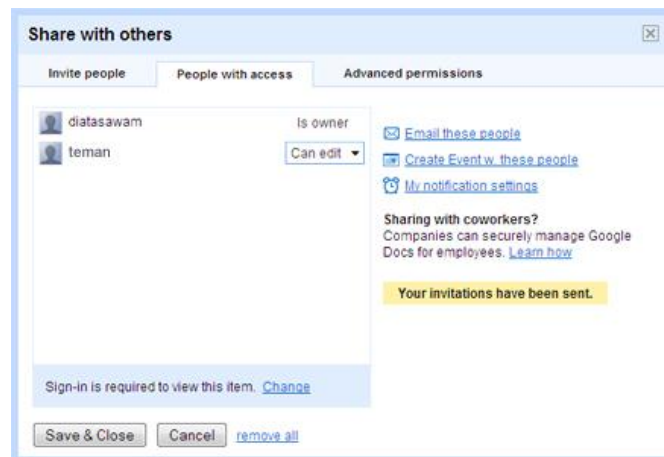 Share with others
Invite people
People with access
Advanced permissions
diatasawam
Is owner
teman
Can edit
Email these people
Create Event w. these people
My notification settings
Sharing with coworkers?
Companies can securely manage Google
Docs for employees. Learn how
Your invitations have been sent.
Sign-in is required to view this item. Change
Save & Close
Cancel
remove all